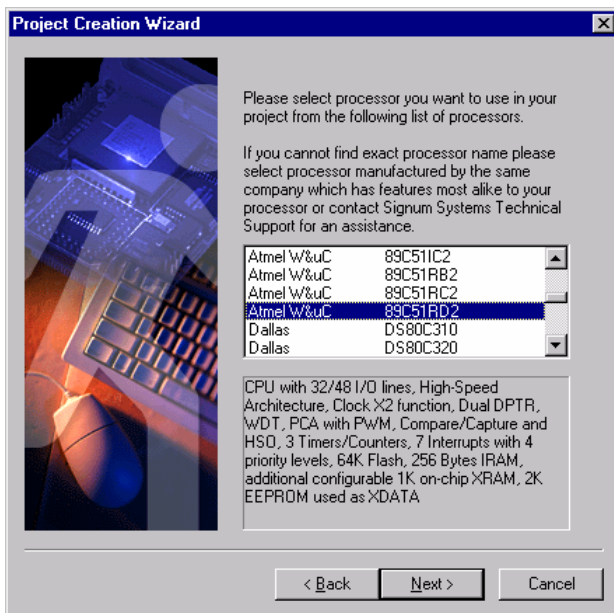 Project Creation Wizard
Please select processor you want to use in your
project from the following list of processors.
If you cannot find exact processor name please
select processor manufactured by the same
company which has features most alike to your
processor or contact Signum Systems Technical
Support for an assistance.
Atmel W&uC 89C51IC2
Atmel W&uC 89C51RB2
Atmel W&uC 89C51RC2
Atmel W&uC 89C51RD2
Dallas DS80C310
Dallas DS80C320
CPU with 32/48 I/O lines, High-Speed
Architecture, Clock X2 function, Dual DPTR,
WDT, PCA with PWM, Compare/Capture and
HSO, 3 Timers/Counters, 7 Interrupts with 4
priority levels, 64K Flash, 256 Bytes IRAM,
additional configurable 1K on-chip XRAM, 2K
EEPROM used as XDATA
< Back Next > Cancel